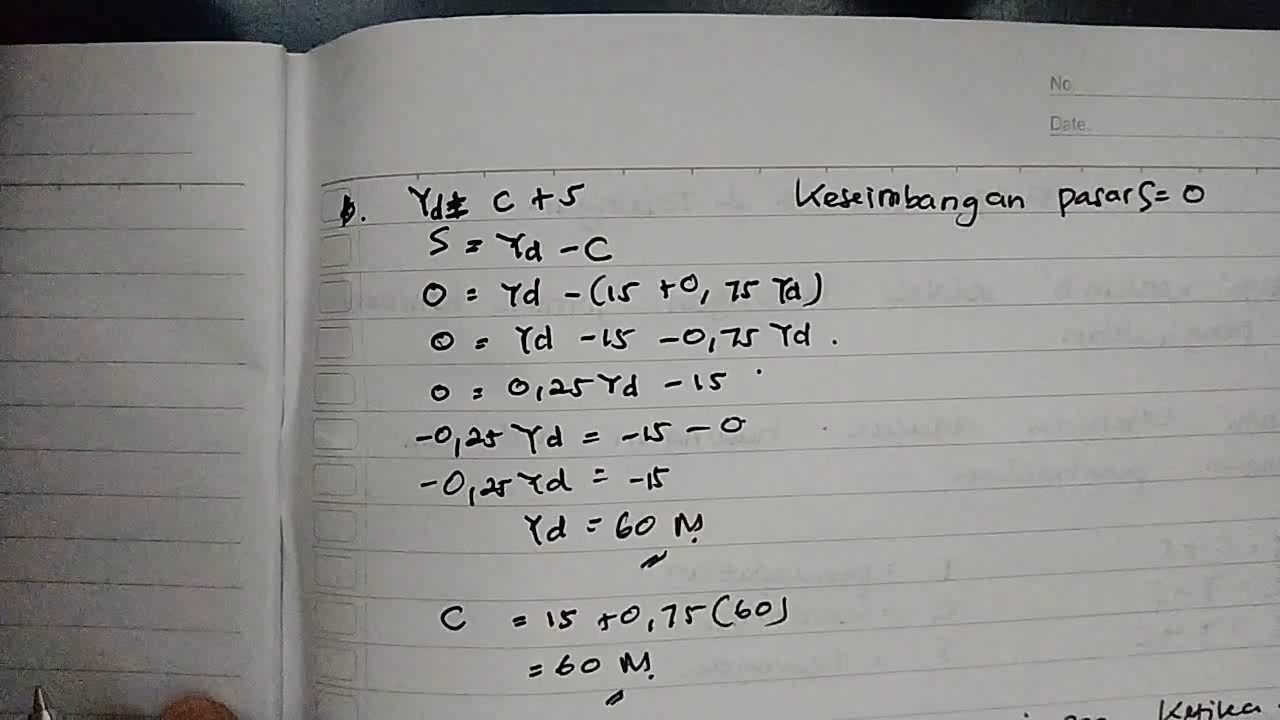 No.
Date.
b. Yd = C + S Keseimbangan pasar S = 0
S = Yd - C
0 = Yd - (15 + 0,75 Yd)
0 = Yd - 15 - 0,75 Yd.
0 = 0,25 Yd - 15
-0,25 Yd = -15 - 0
-0,25 Yd = -15
Yd = 60 M
C = 15 + 0,75 (60)
= 60 M.
Ketika